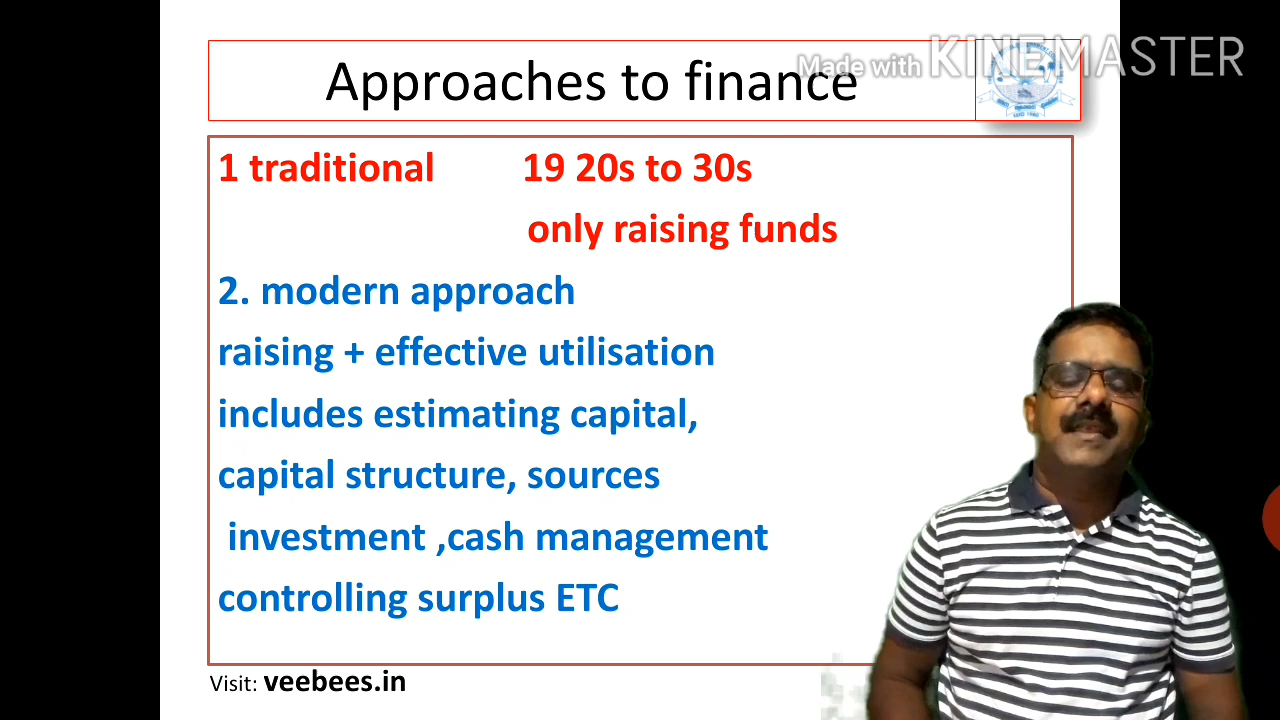 Approaches to finance
Made with KINEMASTER
1 traditional 19 20s to 30s
only raising funds
2. modern approach
raising + effective utilisation
includes estimating capital,
capital structure, sources
investment ,cash management
controlling surplus ETC
Visit: veebees.in